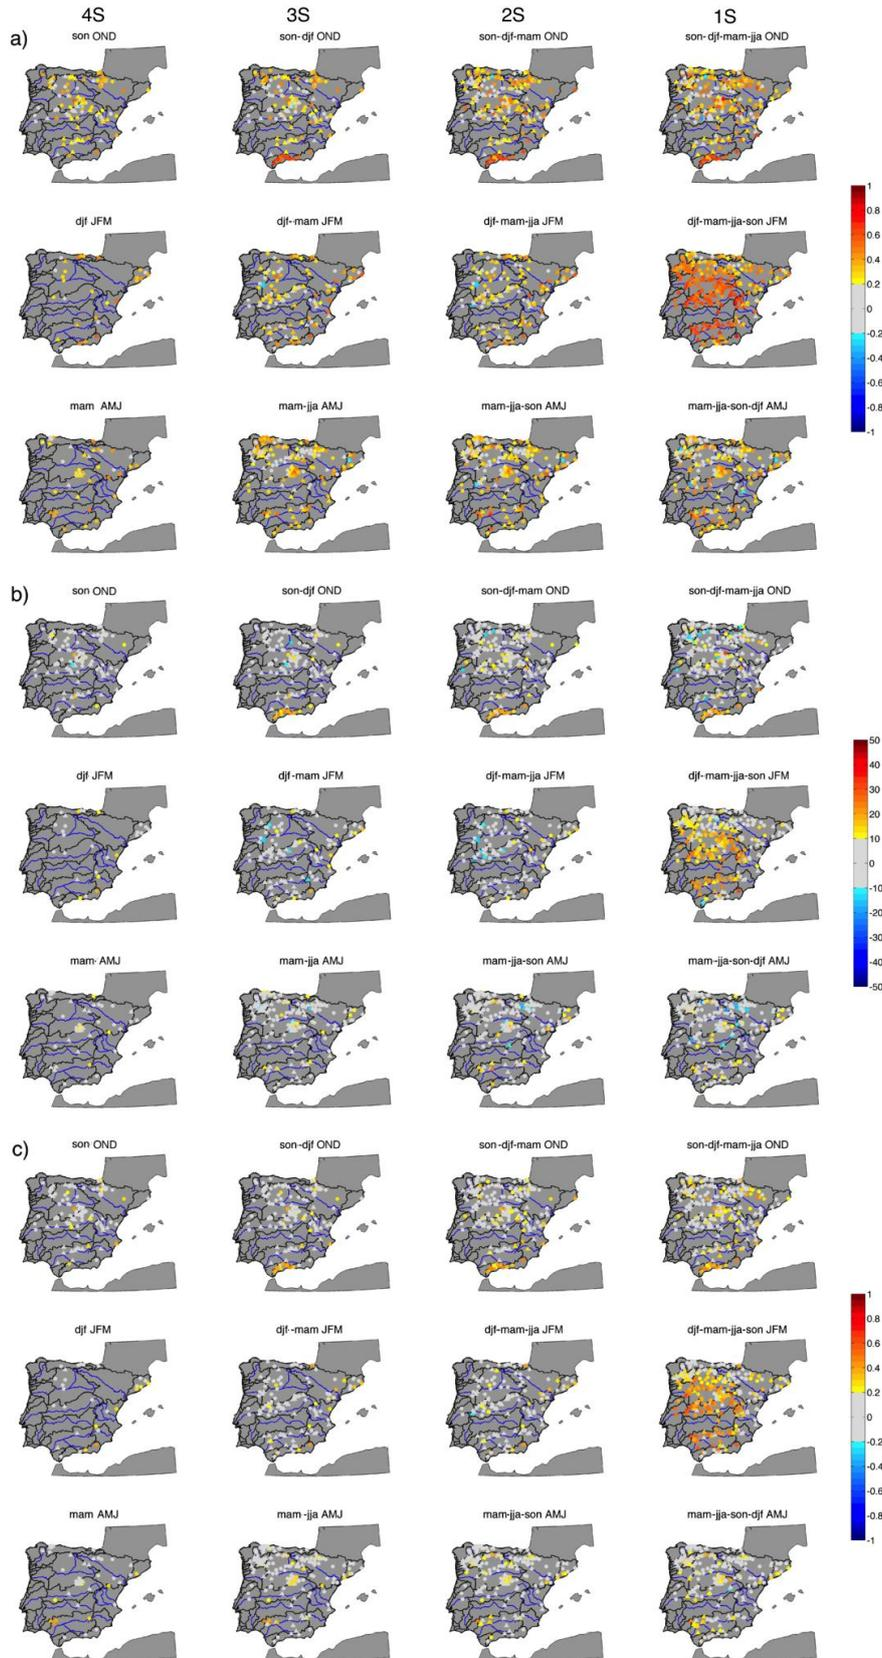 4S 3S 2S 1S
a)
son OND son-djf OND son-djf-mam OND son-djf-mam-jja OND
djf JFM djf-mam JFM djf-mam-jja JFM djf-mam-jja-son JFM
1
0.8
0.6
0.4
0.2
0
-0.2
-0.4
-0.6
-0.8
-1
mam AMJ mam-jja AMJ mam-jja-son AMJ mam-jja-son-djf AMJ
b)
son OND son-djf OND son-djf-mam OND son-djf-mam-jja OND
djf JFM djf-mam JFM djf-mam-jja JFM djf-mam-jja-son JFM
50
40
30
20
10
0
-10
-20
-30
-40
-50
mam- AMJ mam-jja AMJ mam-jja-son AMJ mam-jja-son-djf AMJ
c)
son OND son-djf OND son-djf-mam OND son-djf-mam-jja OND
djf JFM djf-mam JFM djf-mam-jja JFM djf-mam-jja-son JFM
1
0.8
0.6
0.4
0.2
0
-0.2
-0.4
-0.6
-0.8
-1
mam AMJ mam-jja AMJ mam-jja-son AMJ mam-jja-son-djf AMJ